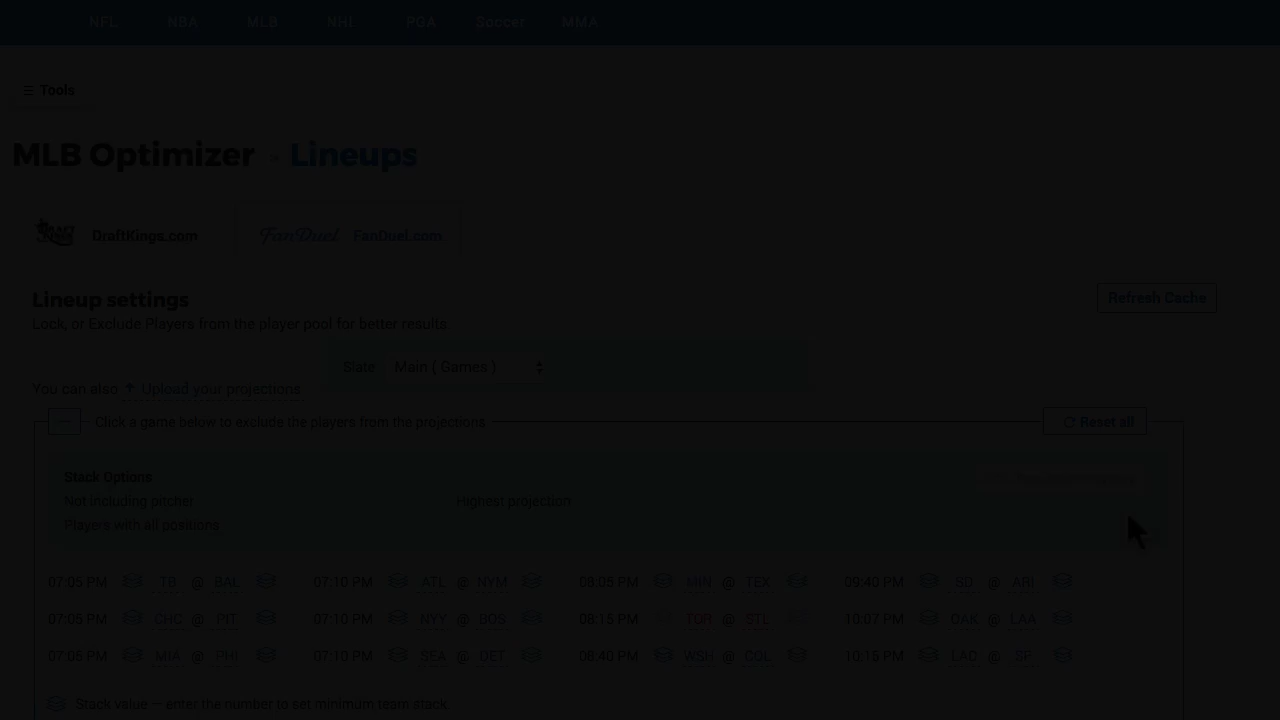 NFL NBA MLB NHL PGA Soccer MMA
Tools
MLB Optimizer - Lineups
DraftKings.com FanDuel FanDuel.com
Lineup settings Refresh Cache
Lock, or Exclude Players from the player pool for better results
Slate Main ( Games )
You can also Upload your projections
Click a game below to exclude the players from the projections Reset all
Stack Options
Not including pitcher Highest projection
Players with all positions
07:05 PM TB @ BAL 07:10 PM ATL @ NYM 08:05 PM MIN @ TEX 09:40 PM SD @ ARI
07:05 PM CHC @ PIT 07:10 PM NYY @ BOS 08:15 PM TOR @ STL 10:07 PM OAK @ LAA
07:05 PM MIA @ PHI 07:10 PM SEA @ DET 08:40 PM WSH @ COL 10:15 PM LAD @ SF
Stack value — enter the number to set minimum team stack